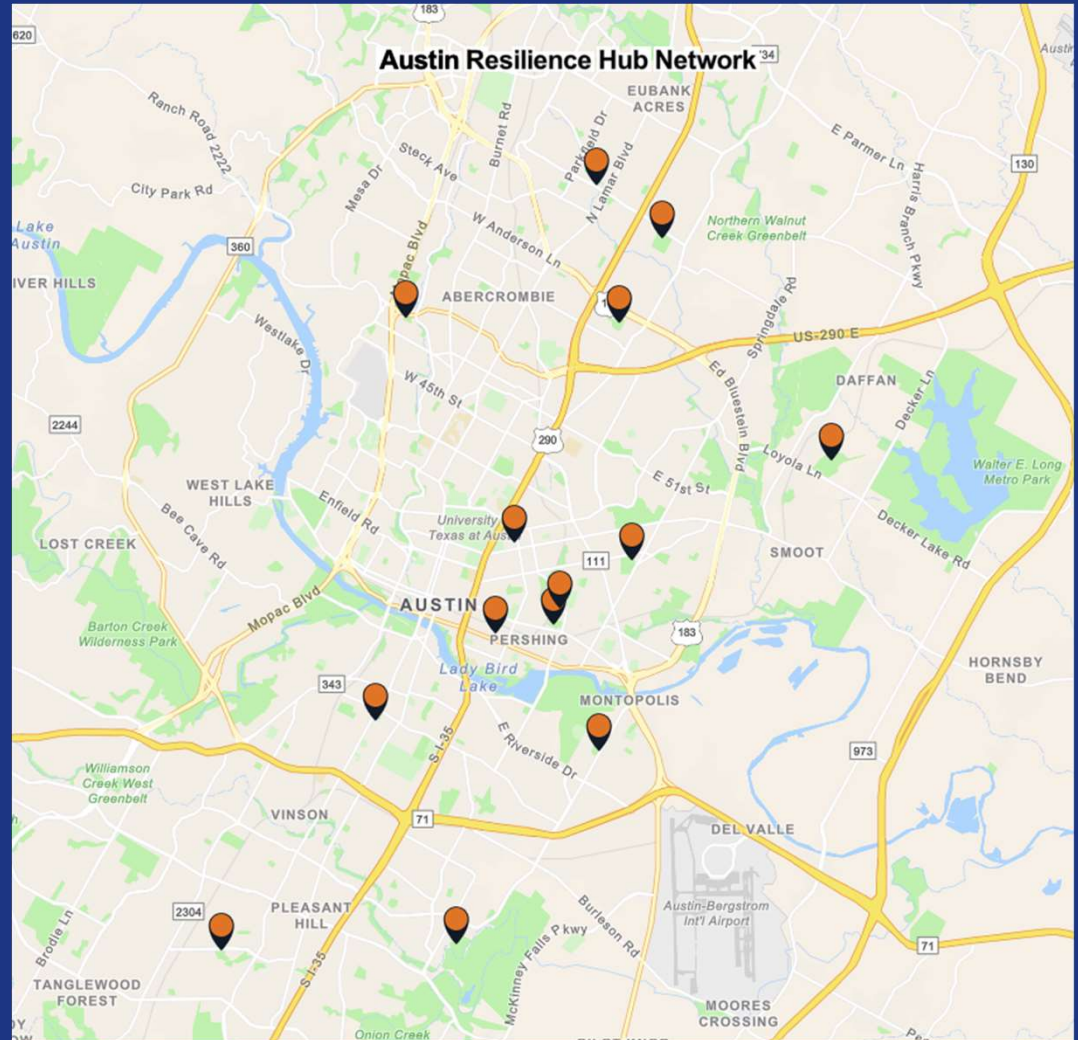 183
620
Austin Resilience Hub Network
734
EUBANK
ACRES
Ranch Road 2222
Burnet Rd
Parkfield Dr
E Parmer Ln
Steck Ave
N Lamar Blvd
130
City Park Rd
Mesa Dr
Harris Branch Pkwy
Lake
Austin
360
W Anderson Ln
Northern Walnut
Creek Greenbelt
Mopac Blvd
IVER HILLS
ABERCROMBIE
Springdale Rd
Westlake Dr
US-290 E
W 45th St
Ed Bluestein Blvd
DAFFAN
Decker Ln
2244
290
Loyola Ln
Walter E. Long
Metro Park
E 51st St
WEST LAKE
HILLS
Enfield Rd
University
Texas at Aus
Bee Cave Rd
Decker Lake Rd
LOST CREEK
111
SMOOT
Mopac Blvd
AUSTIN
Barton Creek
Wilderness Park
PERSHING
183
Lady Bird
Lake
HORNSBY
BEND
343
MONTOPOLIS
S I-35
E Riverside Dr
973
Williamson
Creek West
Greenbelt
VINSON
71
DEL VALLE
2304
PLEASANT
HILL
Austin-Bergstrom
Int'l Airport
Brodie Ln
Burleson Rd
McKinney Falls Pkwy
71
S I-35
TANGLEWOOD
FOREST
MOORES
CROSSING
Onion Creek